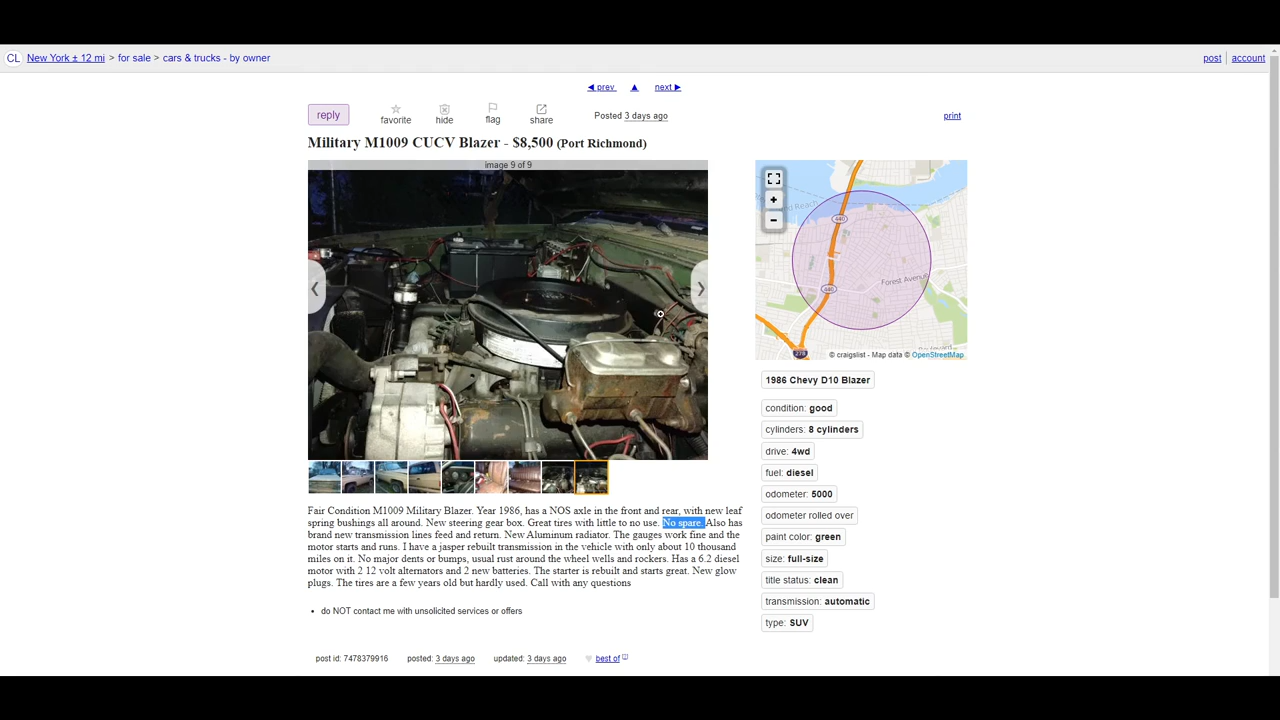 CL New York ± 12 mi > for sale > cars & trucks - by owner
post account
◀ prev ▲ next ▶
reply favorite hide flag share Posted 3 days ago print
Military M1009 CUCV Blazer - $8,500 (Port Richmond)
image 9 of 9
440
Forest Avenue
440
278
© craigslist - Map data © OpenStreetMap
1986 Chevy D10 Blazer
condition: good
cylinders: 8 cylinders
drive: 4wd
fuel: diesel
odometer: 5000
odometer rolled over
paint color: green
size: full-size
title status: clean
transmission: automatic
type: SUV
Fair Condition M1009 Military Blazer. Year 1986, has a NOS axle in the front and rear, with new leaf
spring bushings all around. New steering gear box. Great tires with little to no use. No spare. Also has
brand new transmission lines feed and return. New Aluminum radiator. The gauges work fine and the
motor starts and runs. I have a jasper rebuilt transmission in the vehicle with only about 10 thousand
miles on it. No major dents or bumps, usual rust around the wheel wells and rockers. Has a 6.2 diesel
motor with 2 12 volt alternators and 2 new batteries. The starter is rebuilt and starts great. New glow
plugs. The tires are a few years old but hardly used. Call with any questions
• do NOT contact me with unsolicited services or offers
post id: 7478379916 posted: 3 days ago updated: 3 days ago best of